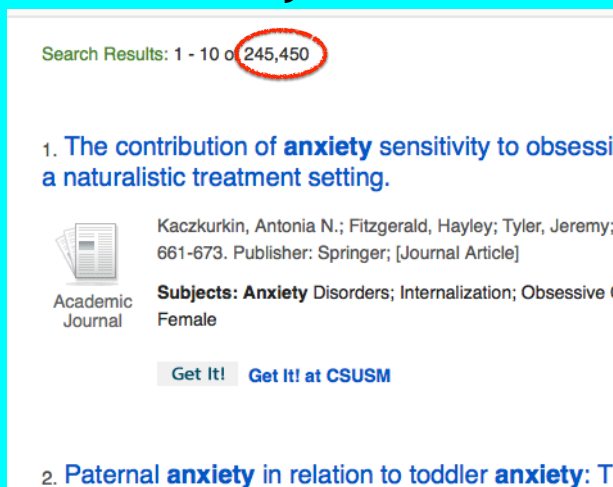 Search Results: 1 - 10 o 245,450
1. The contribution of anxiety sensitivity to obsessi
a naturalistic treatment setting.
Kaczkurkin, Antonia N.; Fitzgerald, Hayley; Tyler, Jeremy;
661-673. Publisher: Springer; [Journal Article]
Academic
Journal
Subjects: Anxiety Disorders; Internalization; Obsessive
Female
Get It! Get It! at CSUSM
2. Paternal anxiety in relation to toddler anxiety: T